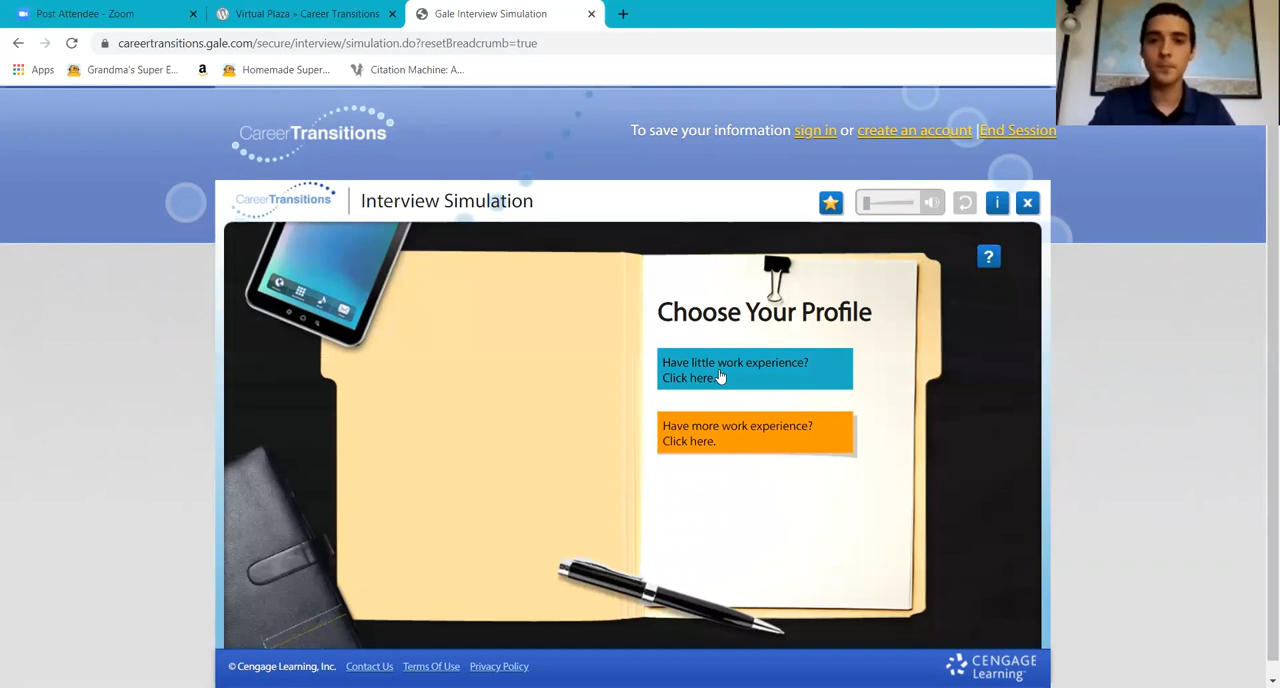 Post Attendee - Zoom
Virtual Plaza » Career Transitions
Gale Interview Simulation
careertransitions.gale.com/secure/interview/simulation.do?resetBreadcrumb=true
Apps
Grandma's Super E...
Homemade Super...
Citation Machine: A...
CareerTransitions
To save your information sign in or create an account |End Session
CareerTransitions
Interview Simulation
i
x
?
Choose Your Profile
Have little work experience?
Click here.
Have more work experience?
Click here.
© Cengage Learning, Inc. Contact Us Terms Of Use Privacy Policy
CENGAGE
Learning™